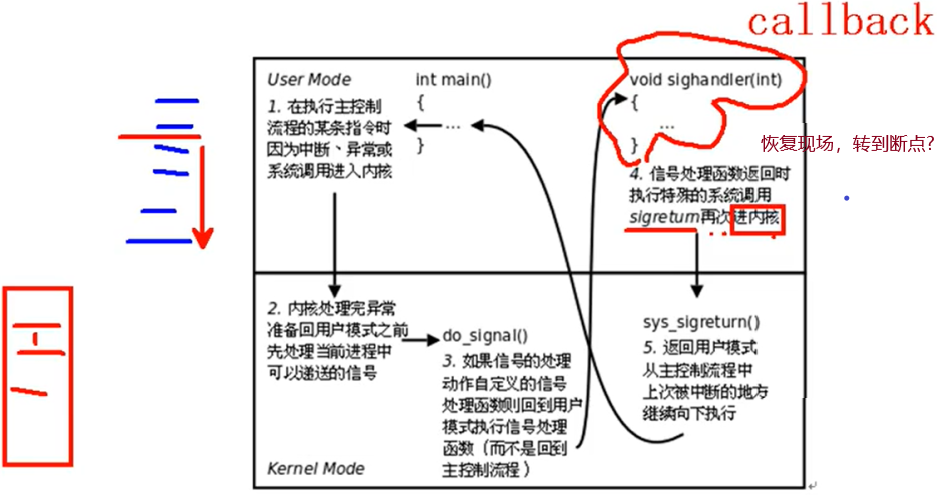 callback
User Mode
int main()
{
...
}
void sighandler(int)
{
...
}
1. 在执行主控制
流程的某条指令时
因为中断、异常或
系统调用进入内核
恢复现场，转到断点?
4. 信号处理函数返回时
执行特殊的系统调用
sigreturn再次进内核
2. 内核处理完异常
准备回用户模式之前
先处理当前进程中
可以递送的信号
do_signal()
3. 如果信号的处理
动作自定义的信号
处理函数则回到用户
模式执行信号处理
函数（而不是回到
主控制流程）
sys_sigreturn()
5. 返回用户模式
从主控制流程中
上次被中断的地方
继续向下执行
Kernel Mode